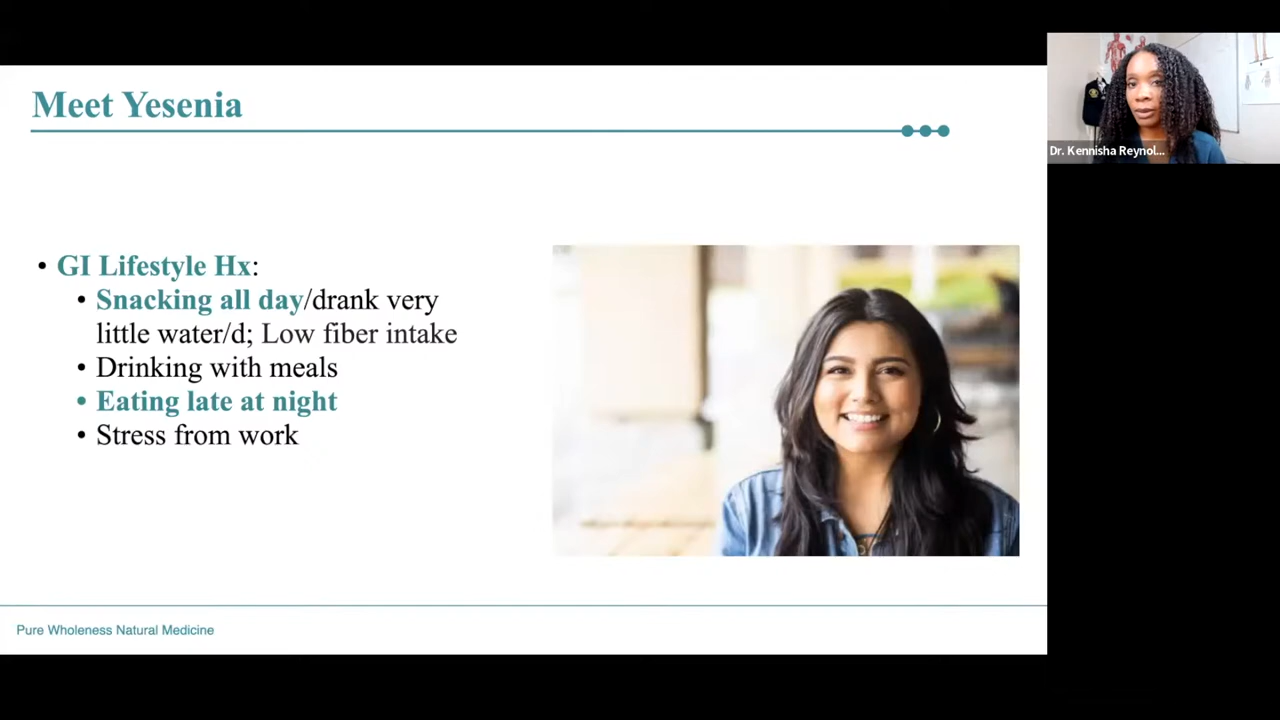 Meet Yesenia
• GI Lifestyle Hx:
• Snacking all day/drank very
little water/d; Low fiber intake
• Drinking with meals
• Eating late at night
• Stress from work
Pure Wholeness Natural Medicine
Dr. Kennisha Reynol...